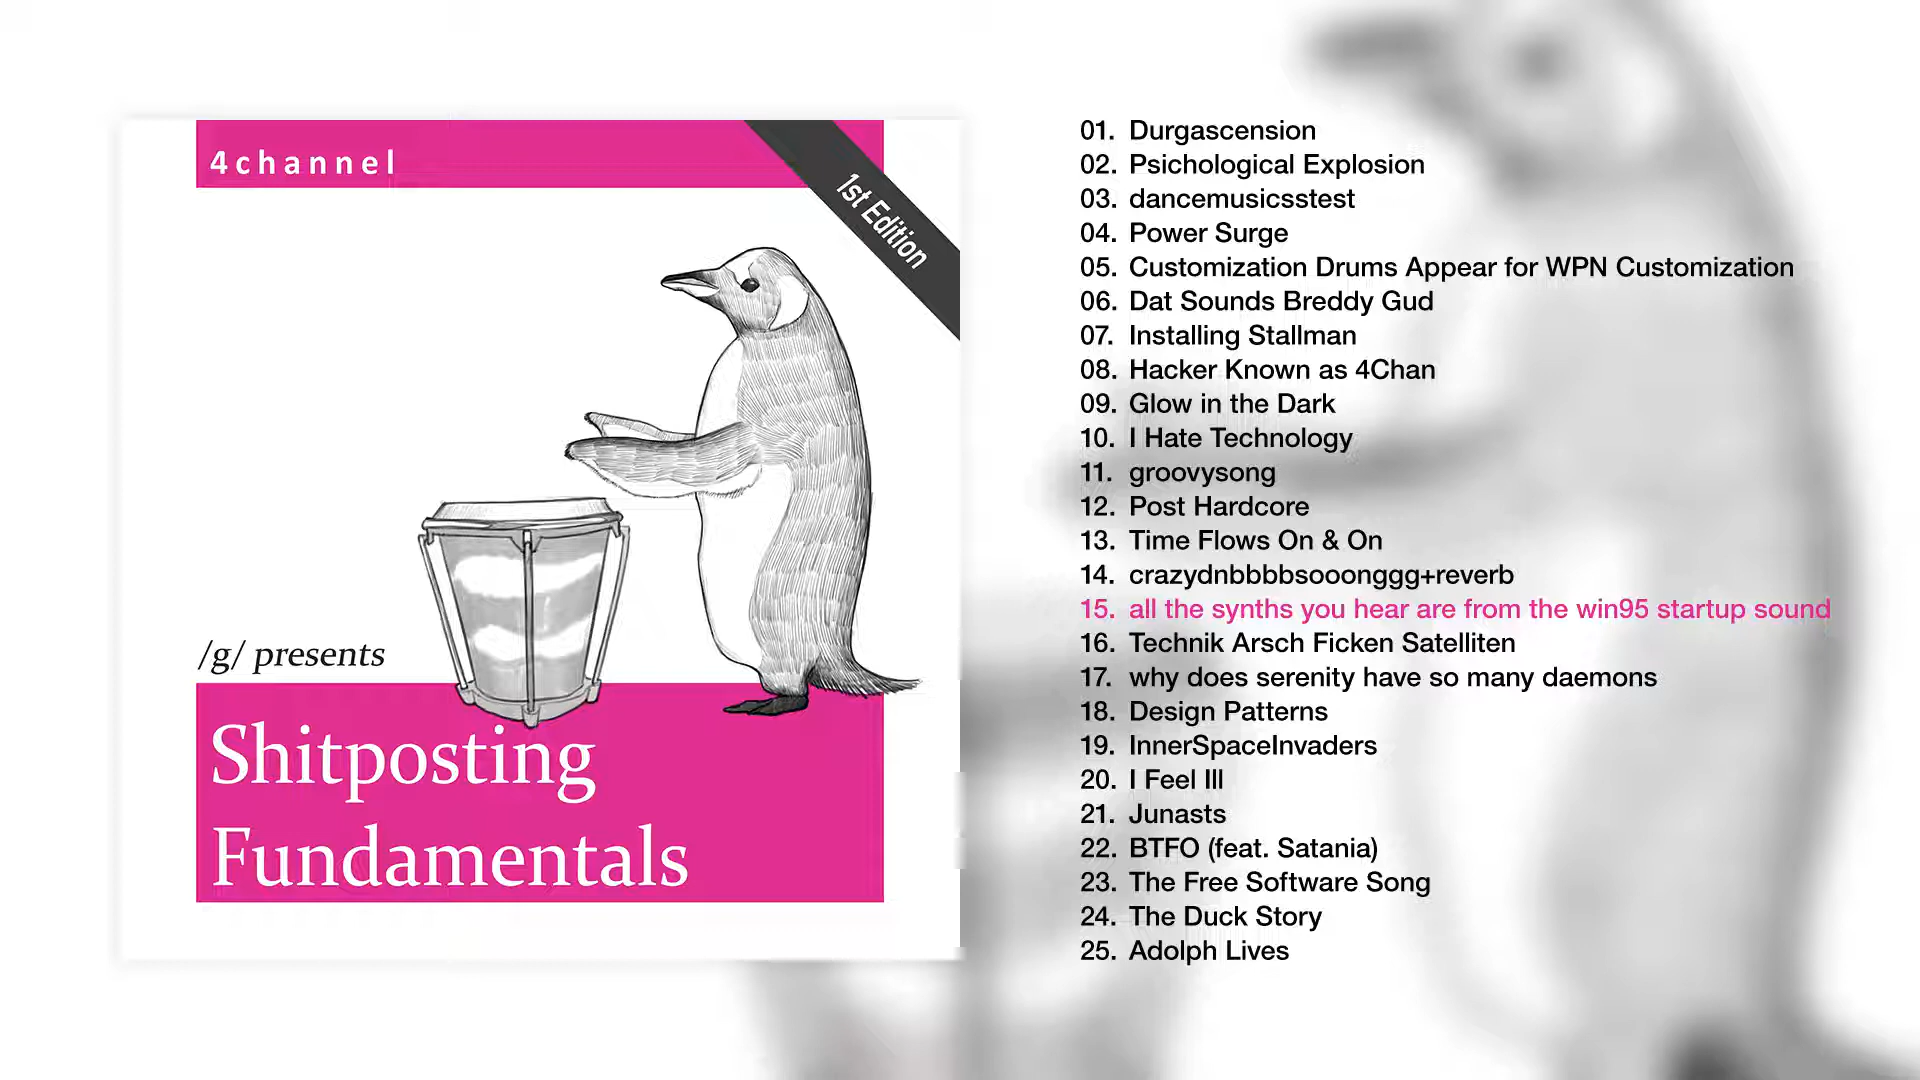 4channel
1st Edition
/g/ presents
Shitposting
Fundamentals
01. Durgascension
02. Psichological Explosion
03. dancemusicsstest
04. Power Surge
05. Customization Drums Appear for WPN Customization
06. Dat Sounds Breddy Gud
07. Installing Stallman
08. Hacker Known as 4Chan
09. Glow in the Dark
10. I Hate Technology
11. groovysong
12. Post Hardcore
13. Time Flows On & On
14. crazydnbbbbsooonggg+reverb
15. all the synths you hear are from the win95 startup sound
16. Technik Arsch Ficken Satelliten
17. why does serenity have so many daemons
18. Design Patterns
19. InnerSpaceInvaders
20. I Feel Ill
21. Junasts
22. BTFO (feat. Satania)
23. The Free Software Song
24. The Duck Story
25. Adolph Lives